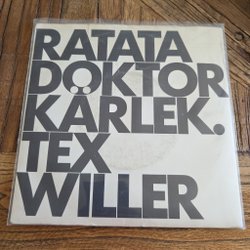 RATATA
DOKTOR
KÄRLEK.
TEX
WILLER